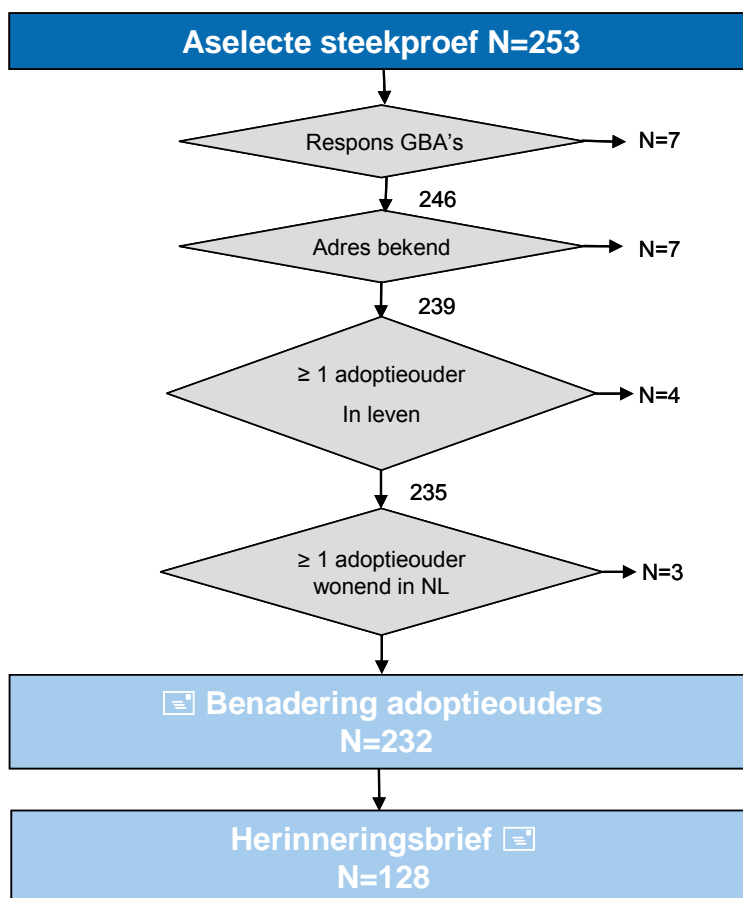 Aselecte steekproef N=253
Respons GBA's
N=7
246
Adres bekend
N=7
239
≥ 1 adoptieouder
In leven
N=4
235
≥ 1 adoptieouder
wonend in NL
N=3
Benadering adoptieouders
N=232
Herinneringsbrief
N=128